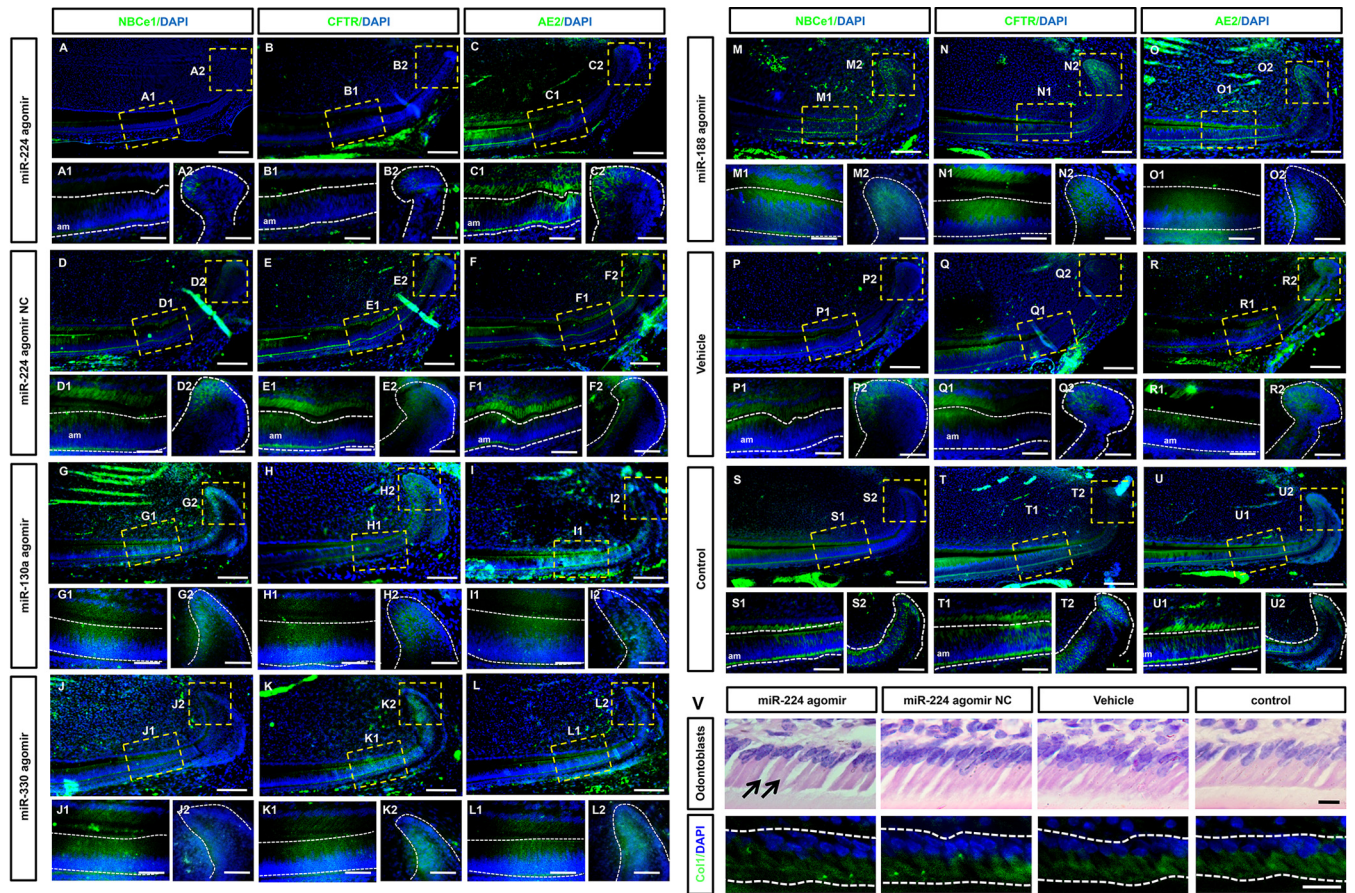 NBCe1/DAPI CFTR/DAPI AE2/DAPI
miR-224 agomir
A A2 A1
B B2 B1
C C2 C1
A1 am A2
B1 am B2
C1 am C2
miR-224 agomir NC
D D2 D1
E E2 E1
F F2 F1
D1 am D2
E1 am E2
F1 am F2
miR-130a agomir
G G2 G1
H H2 H1
I I2 I1
G1 G2
H1 H2
I1 I2
miR-330 agomir
J J2 J1
K K2 K1
L L2 L1
J1 J2
K1 K2
L1 L2
NBCe1/DAPI CFTR/DAPI AE2/DAPI
miR-188 agomir
M M2 M1
N N2 N1
O O2 O1
M1 M2
N1 N2
O1 O2
Vehicle
P P2 P1
Q Q2 Q1
R R2 R1
P1 am P2
Q1 am Q2
R1 am R2
Control
S S2 S1
T T2 T1
U U2 U1
S1 am S2
T1 am T2
U1 am U2
V
miR-224 agomir miR-224 agomir NC Vehicle control
Odontoblasts
Col1/DAPI